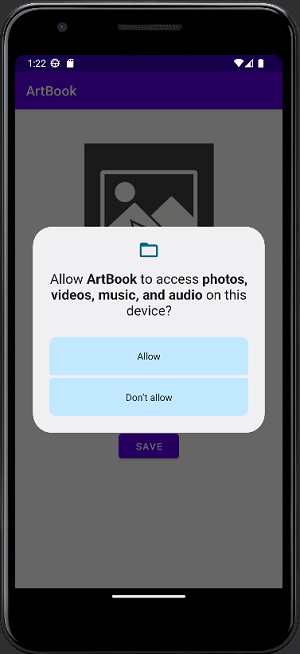 1:22
ArtBook
Allow ArtBook to access photos,
videos, music, and audio on this
device?
Allow
Don't allow
SAVE